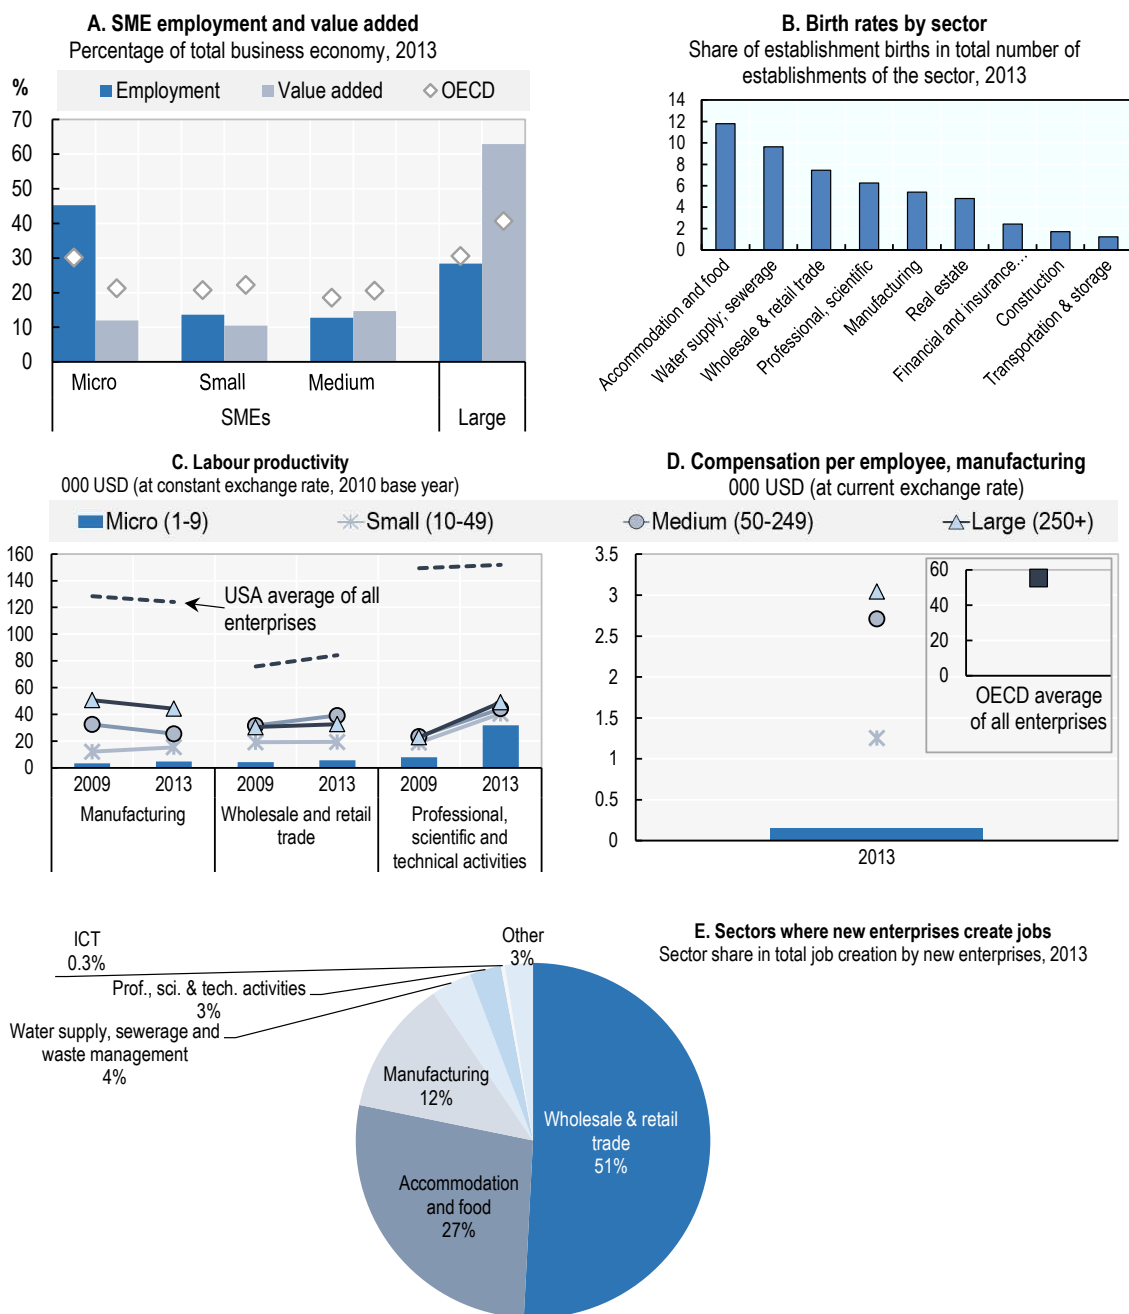 A. SME employment and value added
Percentage of total business economy, 2013
%
Employment
Value added
OECD
70
60
50
40
30
20
10
0
Micro
Small
Medium
SMEs
Large
B. Birth rates by sector
Share of establishment births in total number of
establishments of the sector, 2013
14
12
10
8
6
4
2
0
Accommodation and food
Water supply; sewerage
Wholesale & retail trade
Professional, scientific
Manufacturing
Real estate
Financial and insurance…
Construction
Transportation & storage
C. Labour productivity
000 USD (at constant exchange rate, 2010 base year)
D. Compensation per employee, manufacturing
000 USD (at current exchange rate)
Micro (1-9)
Small (10-49)
Medium (50-249)
Large (250+)
160
140
120
100
80
60
40
20
0
USA average of all
enterprises
2009
2013
2009
2013
2009
2013
Manufacturing
Wholesale and retail
trade
Professional,
scientific and
technical activities
3.5
3
2.5
2
1.5
1
0.5
0
2013
60
40
20
0
OECD average
of all enterprises
E. Sectors where new enterprises create jobs
Sector share in total job creation by new enterprises, 2013
ICT
0.3%
Other
3%
Prof., sci. & tech. activities
3%
Water supply, sewerage and
waste management
4%
Manufacturing
12%
Wholesale & retail
trade
51%
Accommodation
and food
27%